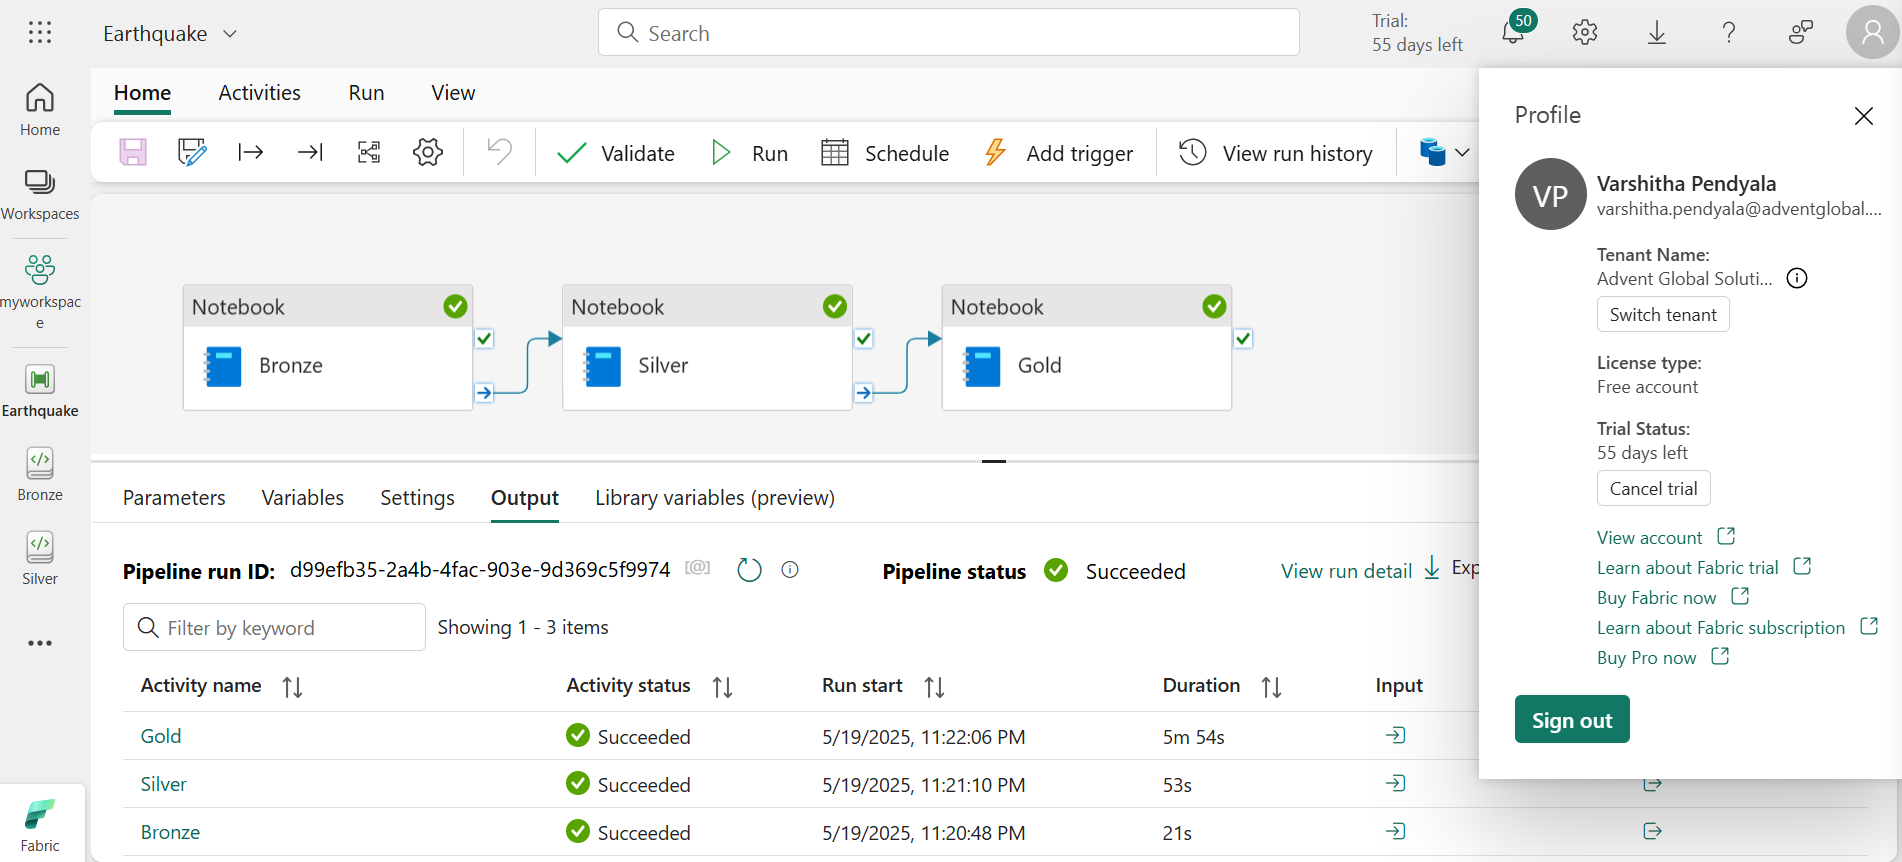 Earthquake
Search
Trial:
55 days left
50
Home
Workspaces
myworkspac
e
Earthquake
Bronze
Silver
Fabric
Home Activities Run View
Validate Run Schedule Add trigger View run history
Notebook
Bronze
Notebook
Silver
Notebook
Gold
Parameters Variables Settings Output Library variables (preview)
Pipeline run ID: d99efb35-2a4b-4fac-903e-9d369c5f9974 [@] Pipeline status Succeeded View run detail Exp
Filter by keyword Showing 1 - 3 items
Activity name Activity status Run start Duration Input
Gold Succeeded 5/19/2025, 11:22:06 PM 5m 54s
Silver Succeeded 5/19/2025, 11:21:10 PM 53s
Bronze Succeeded 5/19/2025, 11:20:48 PM 21s
Profile
VP
Varshitha Pendyala
varshitha.pendyala@adventglobal....
Tenant Name:
Advent Global Soluti...
Switch tenant
License type:
Free account
Trial Status:
55 days left
Cancel trial
View account
Learn about Fabric trial
Buy Fabric now
Learn about Fabric subscription
Buy Pro now
Sign out